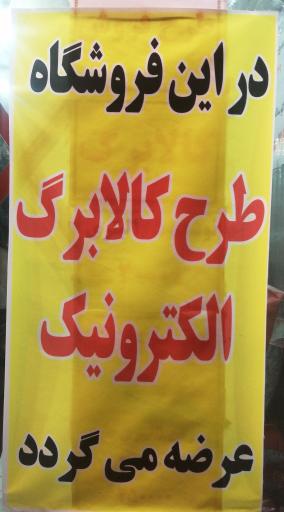 در این فروشگاه
طرح کالابرگ
الکترونیک
عرضه می گردد